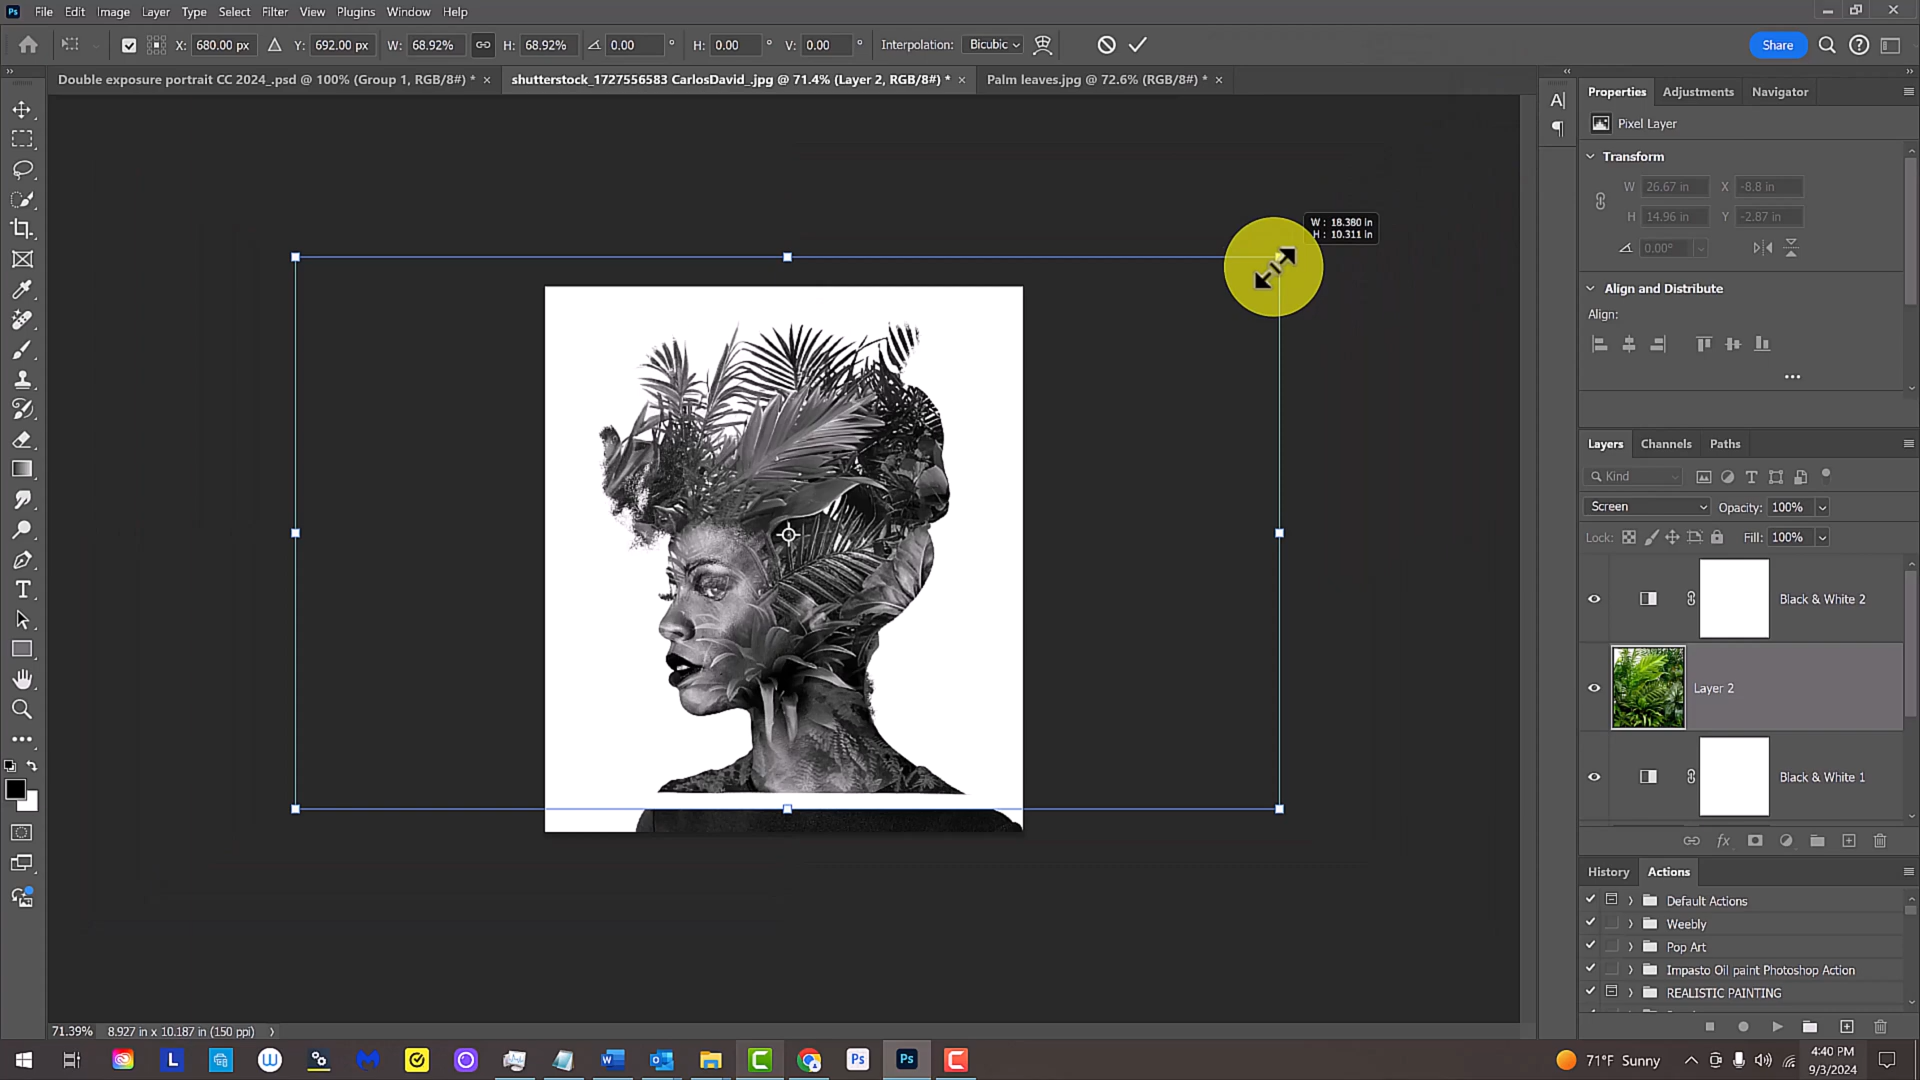 Ps File Edit Image Layer Type Select Filter View Plugins Window Help
X: 680.00 px Y: 692.00 px W: 68.92% H: 68.92% 0.00 ° H: 0.00 ° V: 0.00 ° Interpolation: Bicubic Share
Double exposure portrait CC 2024_.psd @ 100% (Group 1, RGB/8#) * × shutterstock_1727556583 CarlosDavid_.jpg @ 71.4% (Layer 2, RGB/8#) * × Palm leaves.jpg @ 72.6% (RGB/8#) * ×
Properties Adjustments Navigator
Pixel Layer
Transform
W 26.67 in X -8.8 in
H 14.96 in Y -2.87 in
0.00°
W : 18.380 in
H : 10.311 in
Align and Distribute
Align:
Layers Channels Paths
Kind
Screen Opacity: 100%
Lock: Fill: 100%
Black & White 2
Layer 2
Black & White 1
History Actions
Default Actions
Weebly
Pop Art
Impasto Oil paint Photoshop Action
REALISTIC PAINTING
71.39% 8.927 in x 10.187 in (150 ppi)
71°F Sunny
4:40 PM
9/3/2024